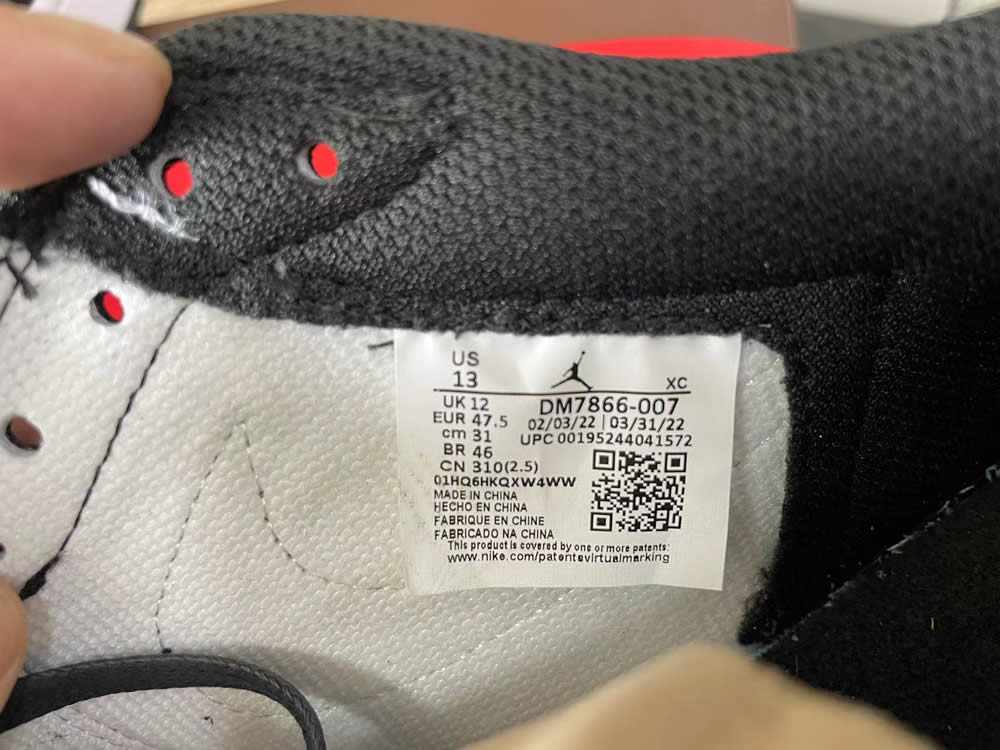 US
13
XC
UK 12
EUR 47.5
cm 31
BR 46
CN 310(2.5)
DM7866-007
02/03/22 | 03/31/22
UPC 00195244041572
01HQ6HKQXW4WW
MADE IN CHINA
HECHO EN CHINA
FABRIQUE EN CHINE
FABRICADO NA CHINA
This product is covered by one or more patents:
www.nike.com/patentsvirtualmarking